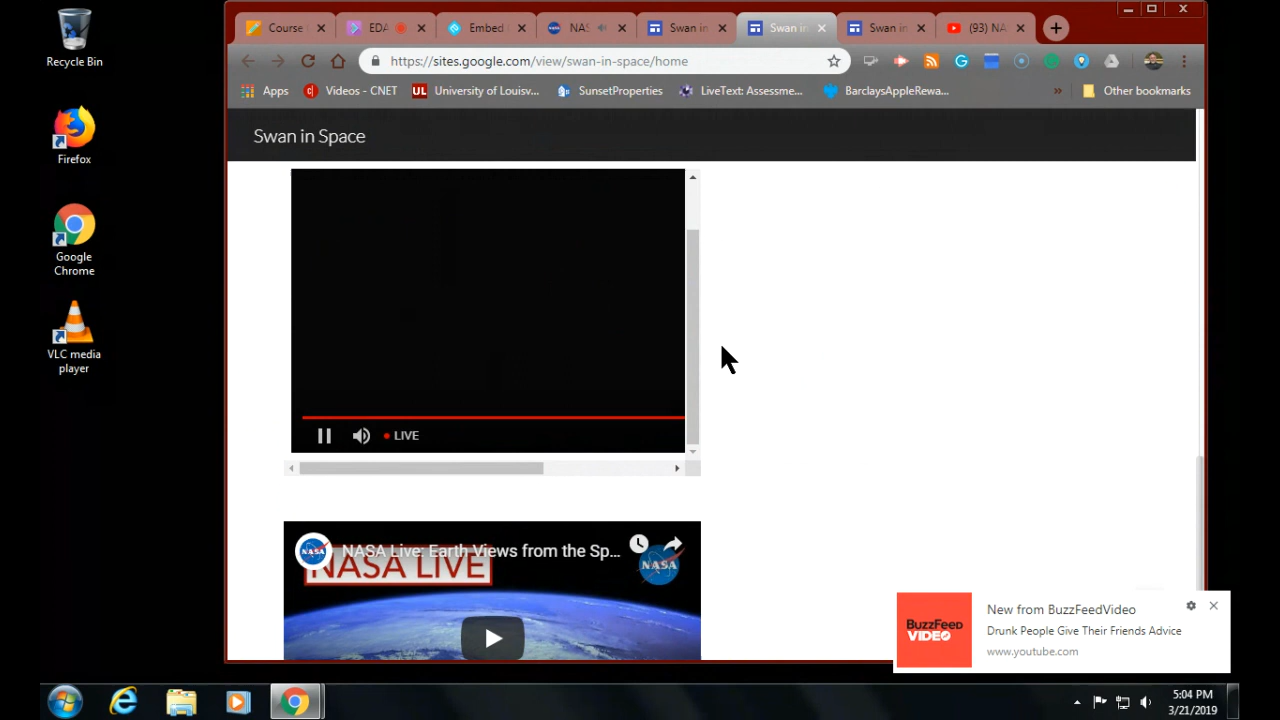 Recycle Bin
Firefox
Google
Chrome
VLC media
player
Course
EDA
Embed
NAS
Swan in
Swan in
Swan in
(93) NA
https://sites.google.com/view/swan-in-space/home
Apps
Videos - CNET
UL
University of Louisv...
SunsetProperties
LiveText: Assessme...
BarclaysAppleRewa...
»
Other bookmarks
Swan in Space
LIVE
NASA
NASA Live: Earth Views from the Sp...
NASA LIVE
NASA
BuzzFeed
VIDEO
New from BuzzFeedVideo
Drunk People Give Their Friends Advice
www.youtube.com
5:04 PM
3/21/2019